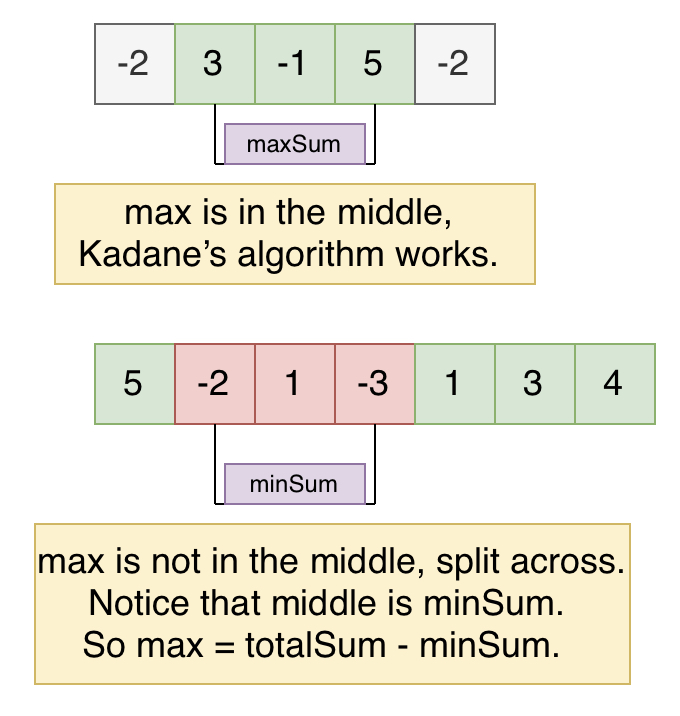 -2 3 -1 5 -2
maxSum
max is in the middle,
Kadane’s algorithm works.
5 -2 1 -3 1 3 4
minSum
max is not in the middle, split across.
Notice that middle is minSum.
So max = totalSum - minSum.